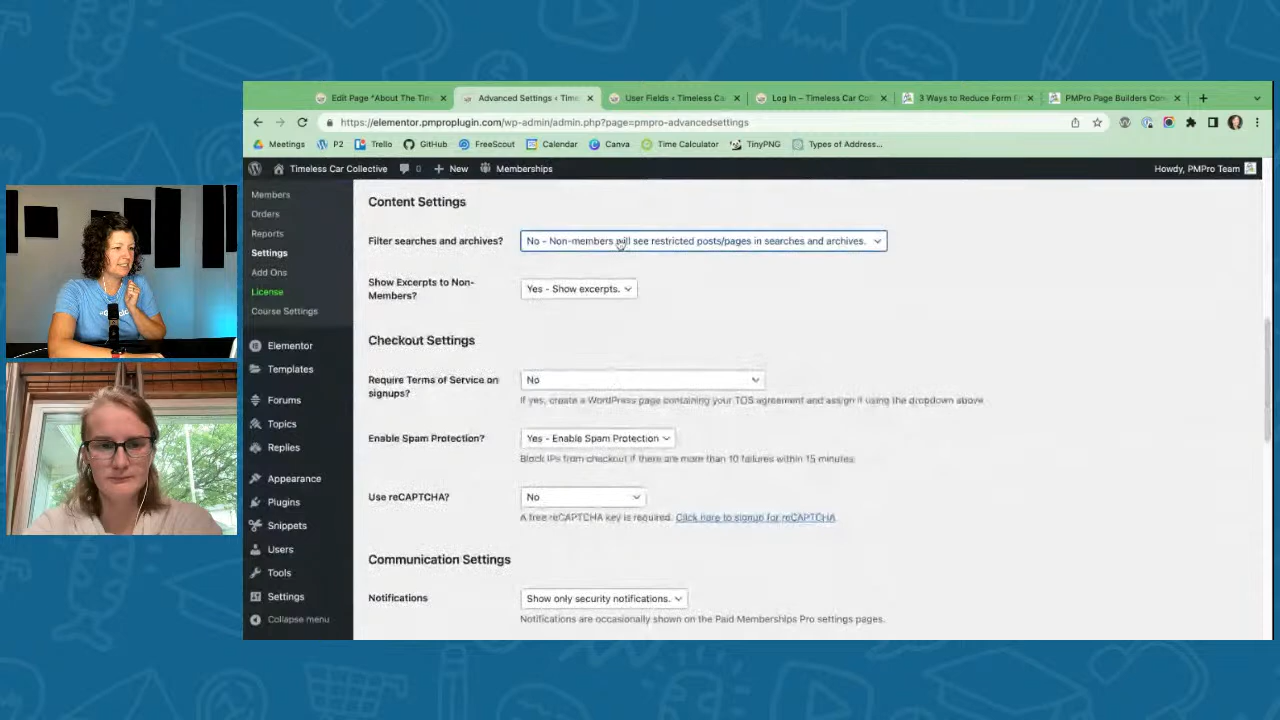 Edit Page "About The Tim
Advanced Settings ‹ Time
User Fields ‹ Timeless Ca
Log In – Timeless Car Coll
3 Ways to Reduce Form F
PMPro Page Builders Con
https://elementor.pmproplugin.com/wp-admin/admin.php?page=pmpro-advancedsettings
Meetings
P2
Trello
GitHub
FreeScout
Calendar
Canva
Time Calculator
TinyPNG
Types of Address...
Timeless Car Collective
0
New
Memberships
Howdy, PMPro Team
Members
Orders
Reports
Settings
Add Ons
License
Course Settings
Elementor
Templates
Forums
Topics
Replies
Appearance
Plugins
Snippets
Users
Tools
Settings
Collapse menu
Content Settings
Filter searches and archives?
No - Non-members will see restricted posts/pages in searches and archives.
Show Excerpts to Non-
Members?
Yes - Show excerpts.
Checkout Settings
Require Terms of Service on
signups?
No
If yes, create a WordPress page containing your TOS agreement and assign it using the dropdown above.
Enable Spam Protection?
Yes - Enable Spam Protection
Block IPs from checkout if there are more than 10 failures within 15 minutes.
Use reCAPTCHA?
No
A free reCAPTCHA key is required. Click here to signup for reCAPTCHA.
Communication Settings
Notifications
Show only security notifications.
Notifications are occasionally shown on the Paid Memberships Pro settings pages.